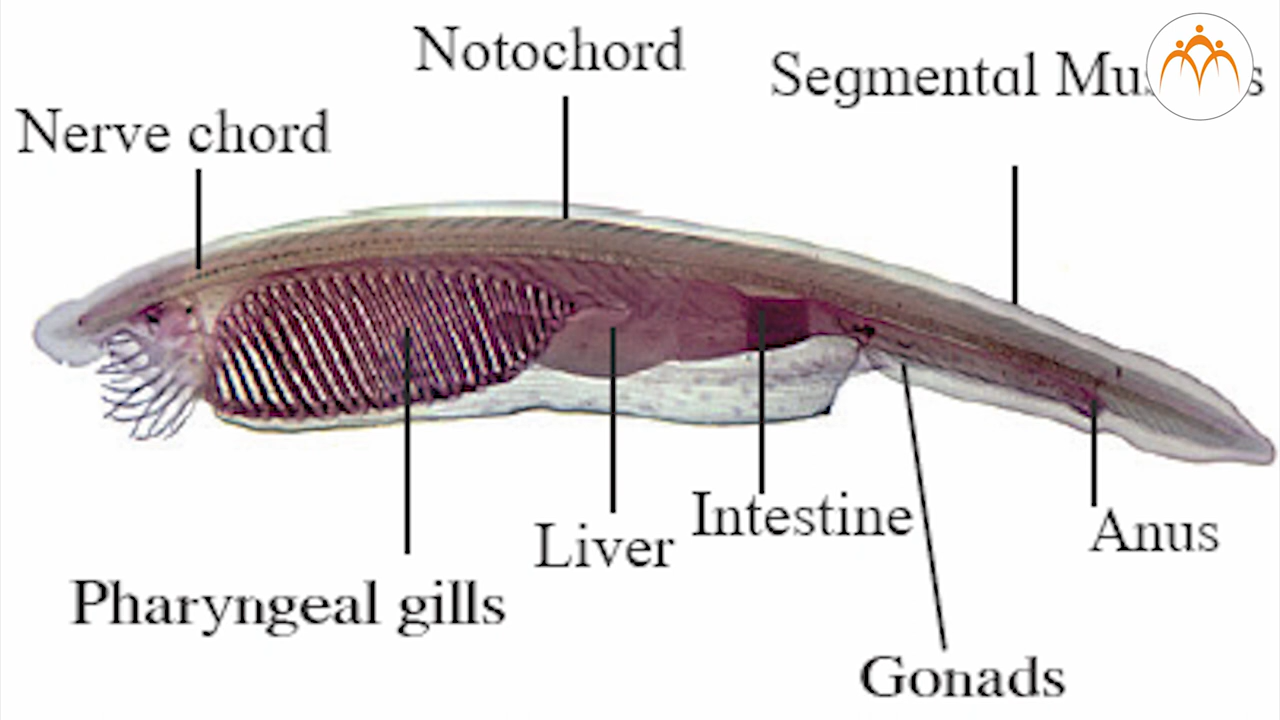 Notochord
Segmental
Nerve chord
Intestine
Liver
Anus
Pharyngeal gills
Gonads